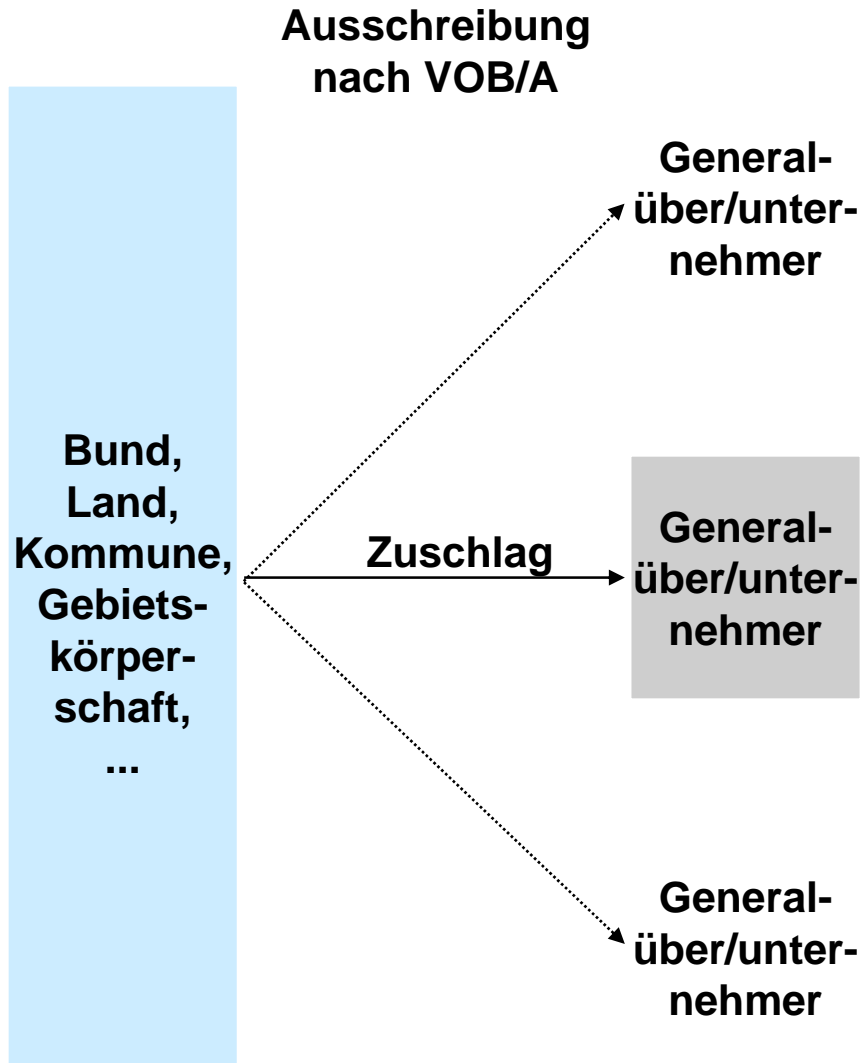 Ausschreibung
nach VOB/A
General-
über/unter-
nehmer
Bund,
Land,
Kommune,
Gebiets-
körper-
schaft,
...
Zuschlag
General-
über/unter-
nehmer
General-
über/unter-
nehmer